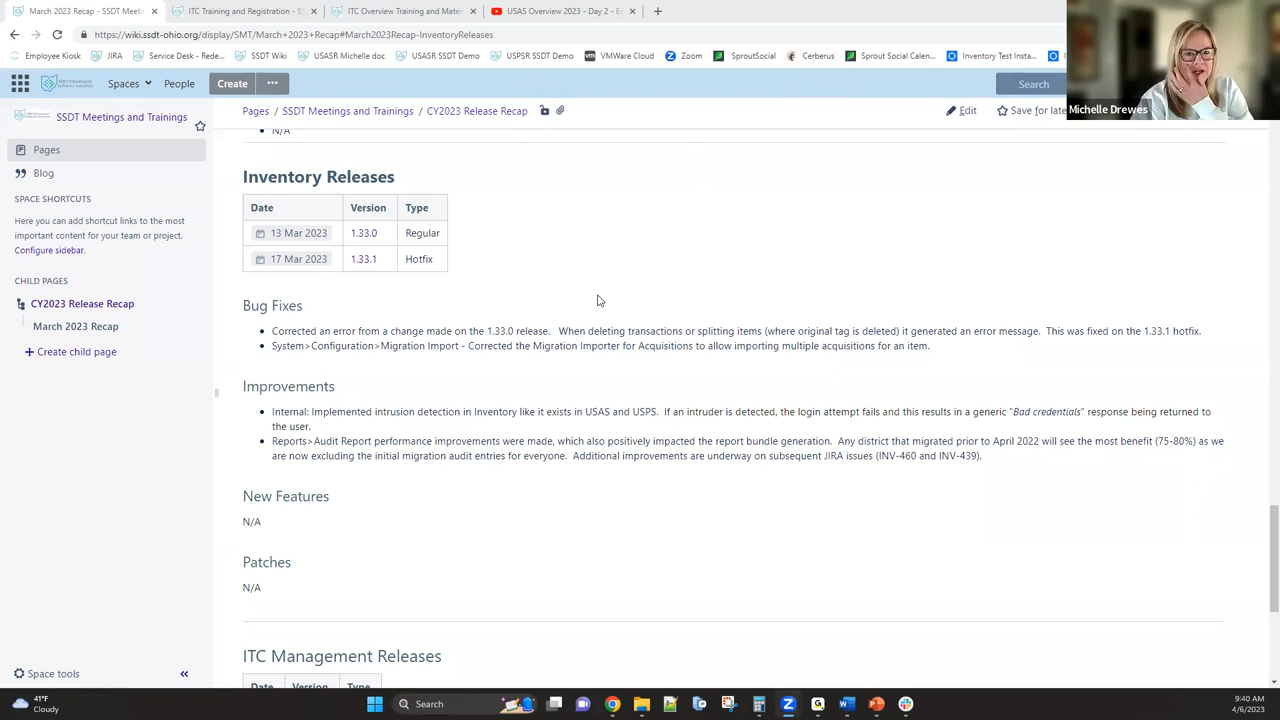 March 2023 Recap - SSDT Meeti
ITC Training and Registration - S
ITC Overview Training and Mater
USAS Overview 2023 - Day 2 - E
https://wiki.ssdt-ohio.org/display/SMT/March+2023+Recap#March2023Recap-InventoryReleases
Employee Kiosk
JIRA
Service Desk - Rede...
SSDT Wiki
USASR Michelle doc
USASR SSDT Demo
USPSR SSDT Demo
VMWare Cloud
Zoom
SproutSocial
Cerberus
Sprout Social Calen...
Inventory Test Insta...
Spaces
People
Create
Search
Michelle Drewes
SSDT Meetings and Trainings
Pages
Blog
SPACE SHORTCUTS
Here you can add shortcut links to the most
important content for your team or project.
Configure sidebar.
CHILD PAGES
CY2023 Release Recap
March 2023 Recap
+ Create child page
Space tools
Pages / SSDT Meetings and Trainings / CY2023 Release Recap
Edit
Save for late
• N/A
Inventory Releases
Date Version Type
13 Mar 2023 1.33.0 Regular
17 Mar 2023 1.33.1 Hotfix
Bug Fixes
• Corrected an error from a change made on the 1.33.0 release. When deleting transactions or splitting items (where original tag is deleted) it generated an error message. This was fixed on the 1.33.1 hotfix.
• System>Configuration>Migration Import - Corrected the Migration Importer for Acquisitions to allow importing multiple acquisitions for an item.
Improvements
• Internal: Implemented intrusion detection in Inventory like it exists in USAS and USPS. If an intruder is detected, the login attempt fails and this results in a generic "Bad credentials" response being returned to
the user.
• Reports>Audit Report performance improvements were made, which also positively impacted the report bundle generation. Any district that migrated prior to April 2022 will see the most benefit (75-80%) as we
are now excluding the initial migration audit entries for everyone. Additional improvements are underway on subsequent JIRA issues (INV-460 and INV-439).
New Features
N/A
Patches
N/A
ITC Management Releases
Date Version Type
41°F
Cloudy
Search
9:40 AM
4/6/2023